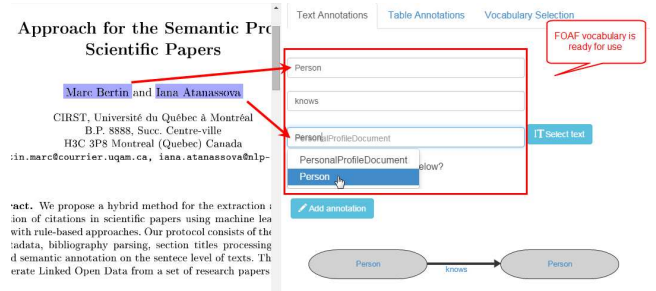 Approach for the Semantic Pro
Scientific Papers
Marc Bertin and Iana Atanassova
CIRST, Université du Québec à Montréal
B.P. 8888, Succ. Centre-ville
H3C 3P8 Montreal (Quebec) Canada
in.marc@courrier.uqam.ca, iana.atanassova@nlp-
act. We propose a hybrid method for the extraction
ion of citations in scientific papers using machine lea
with rule-based approaches. Our protocol consists of the
tadata, bibliography parsing, section titles processing
d semantic annotation on the sentece level of texts. Th
erate Linked Open Data from a set of research papers
Text Annotations Table Annotations Vocabulary Selection
FOAF vocabulary is
ready for use
Person
knows
PersonalProfileDocument
Select text
PersonalProfileDocument
elow?
Person
Add annotation
Person knows Person